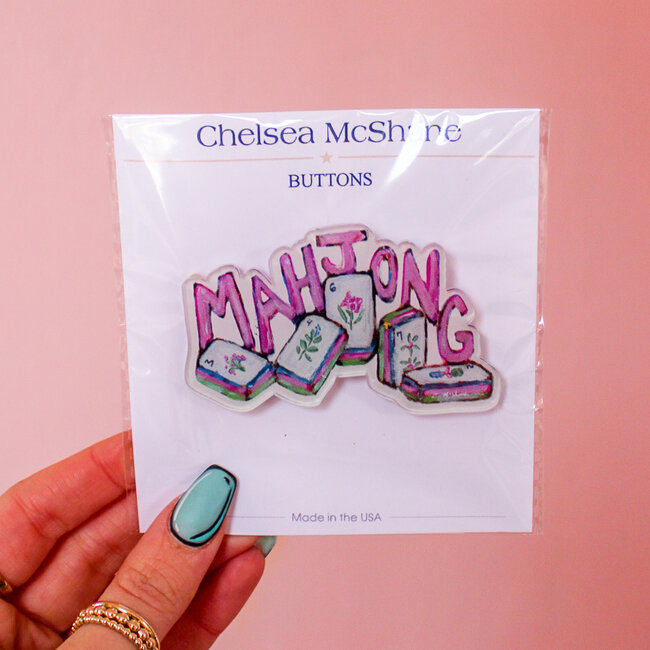 Chelsea McShane
BUTTONS
MAHJONG
Made in the USA